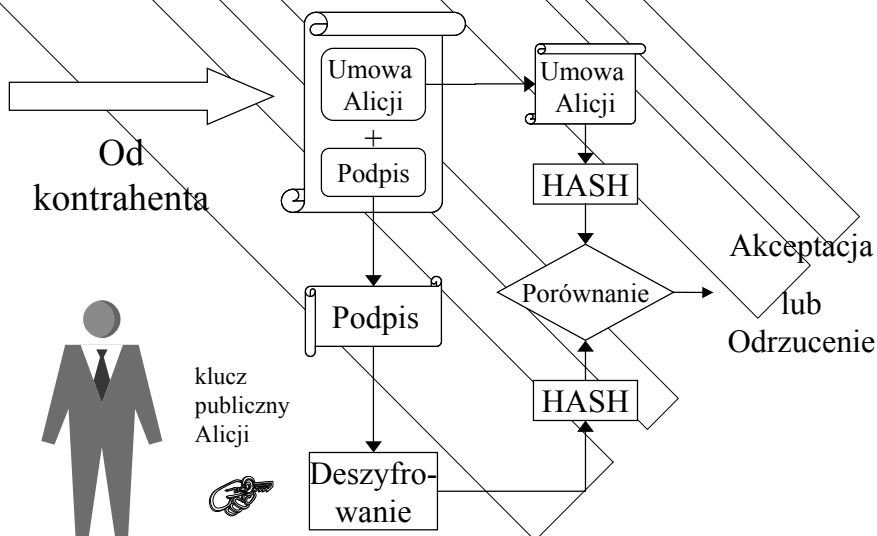 Od
kontrahenta
Umowa
Alicji
+
Podpis
Umowa
Alicji
HASH
Porównanie
Akceptacja
lub
Odrzucenie
Podpis
klucz
publiczny
Alicji
HASH
Deszyfro-
wanie